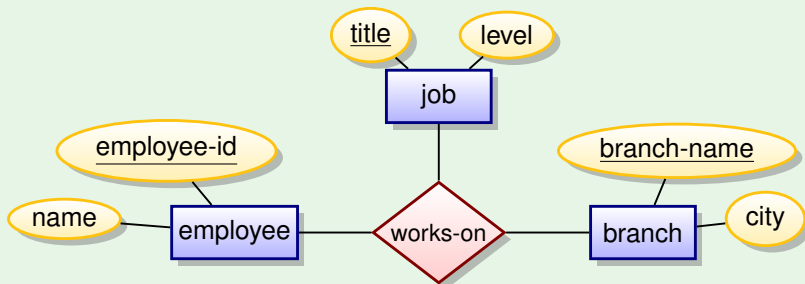 title
level
job
employee-id
branch-name
name
employee
works-on
branch
city